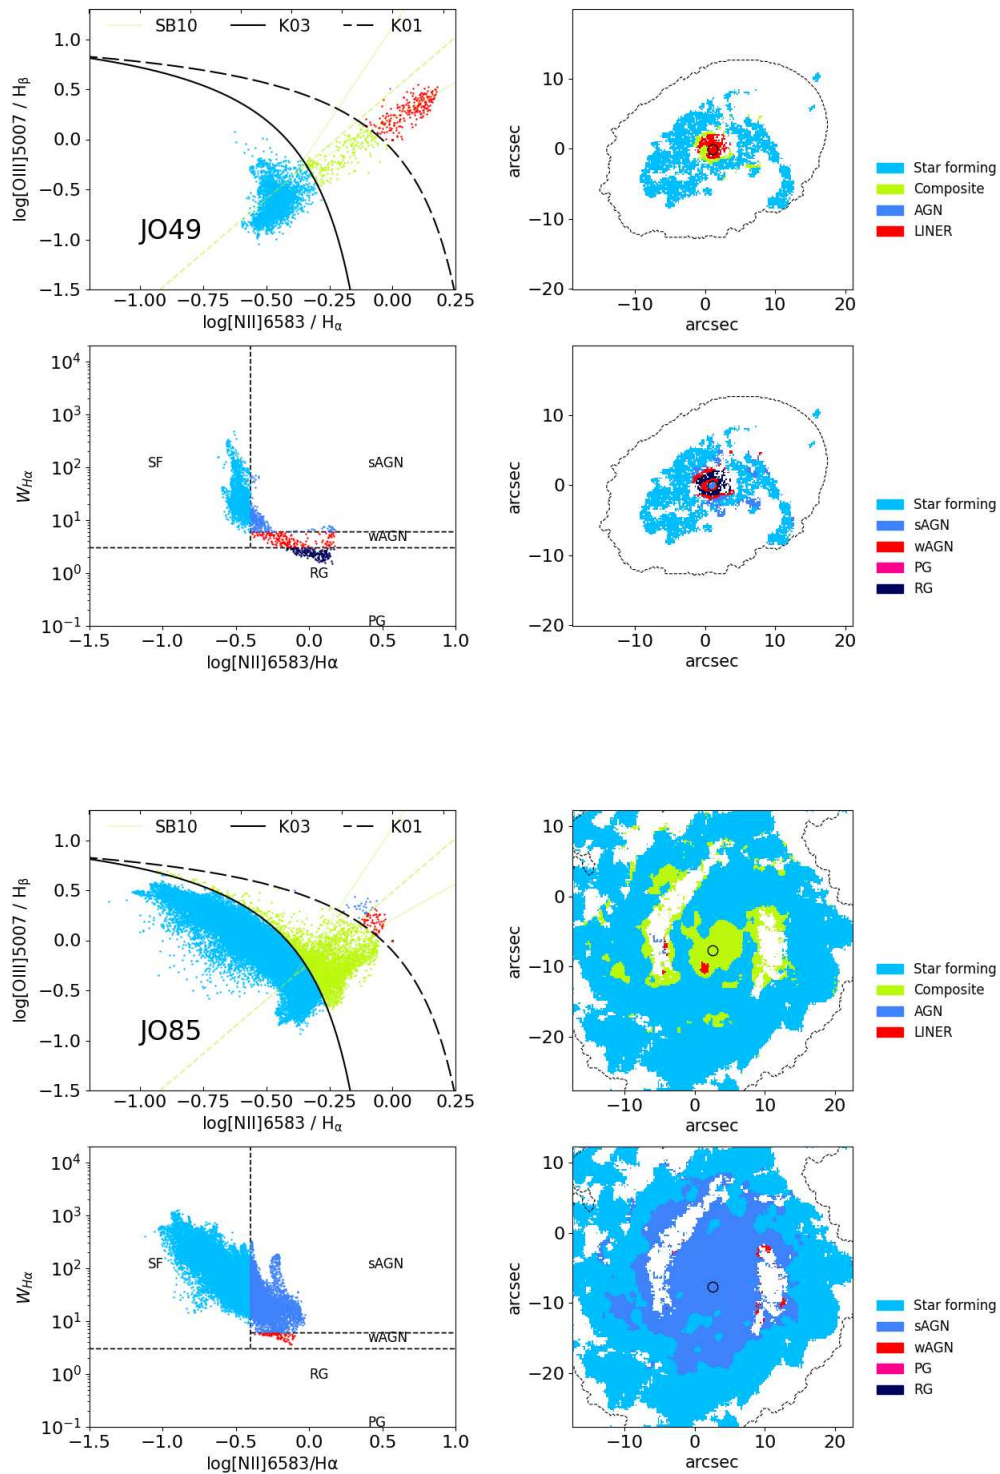 SB10 K03 K01
1.0
0.5
0.0
−0.5
−1.0
−1.5
log[OIII]5007 / Hβ
JO49
−1.00 −0.75 −0.50 −0.25 0.00 0.25
log[NII]6583 / Hα
10
0
−10
−20
arcsec
−10 0 10 20
arcsec
Star forming
Composite
AGN
LINER
10⁴
10³
10²
10¹
10⁰
10⁻¹
WHα
SF
sAGN
wAGN
RG
PG
−1.5 −1.0 −0.5 0.0 0.5 1.0
log[NII]6583/Hα
10
0
−10
−20
arcsec
−10 0 10 20
arcsec
Star forming
sAGN
wAGN
PG
RG
SB10 K03 K01
1.0
0.5
0.0
−0.5
−1.0
−1.5
log[OIII]5007 / Hβ
JO85
−1.00 −0.75 −0.50 −0.25 0.00 0.25
log[NII]6583 / Hα
10
0
−10
−20
arcsec
−10 0 10 20
arcsec
Star forming
Composite
AGN
LINER
10⁴
10³
10²
10¹
10⁰
10⁻¹
WHα
SF
sAGN
wAGN
RG
PG
−1.5 −1.0 −0.5 0.0 0.5 1.0
log[NII]6583/Hα
10
0
−10
−20
arcsec
−10 0 10 20
arcsec
Star forming
sAGN
wAGN
PG
RG